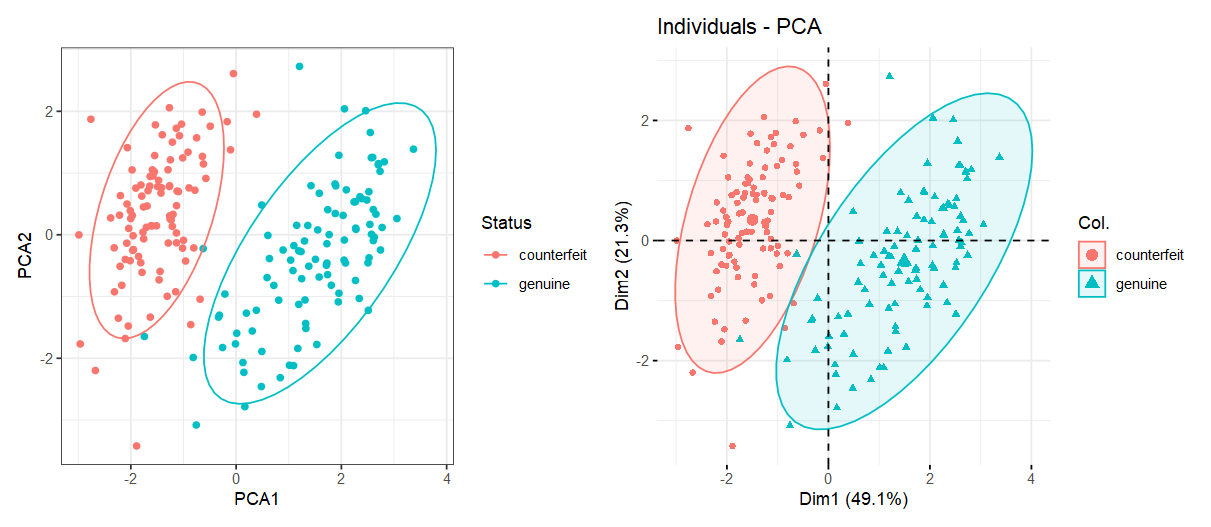 PCA2
2
0
-2
-2
0
2
4
PCA1
Status
counterfeit
genuine
Individuals - PCA
Dim2 (21.3%)
2
0
-2
-2
0
2
4
Dim1 (49.1%)
Col.
counterfeit
genuine